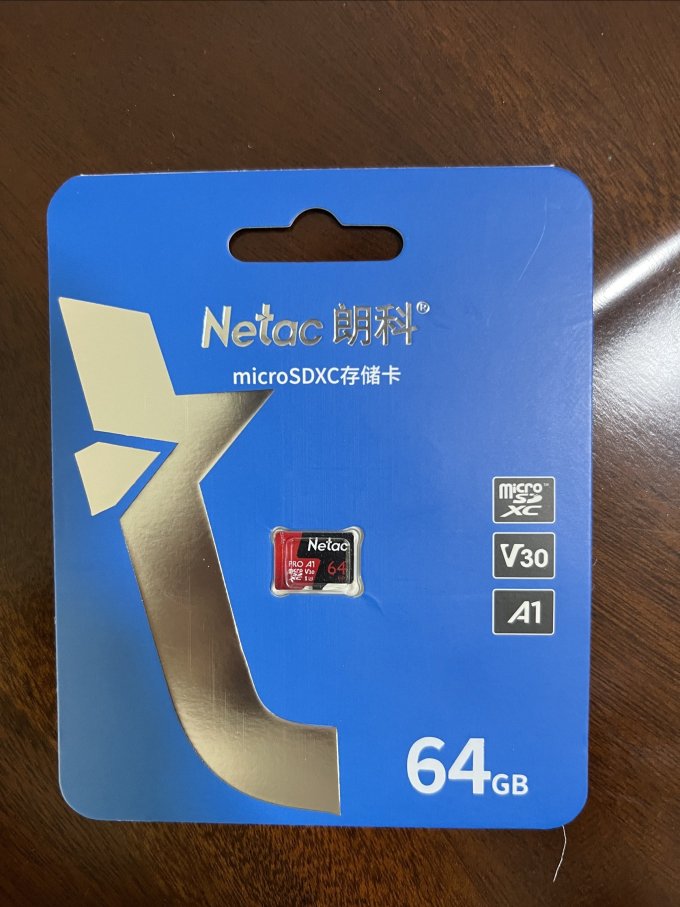 Netac 朗科®
microSDXC存储卡
micro
SD
XC
V30
A1
Netac
PRO A1
V30
64
64GB